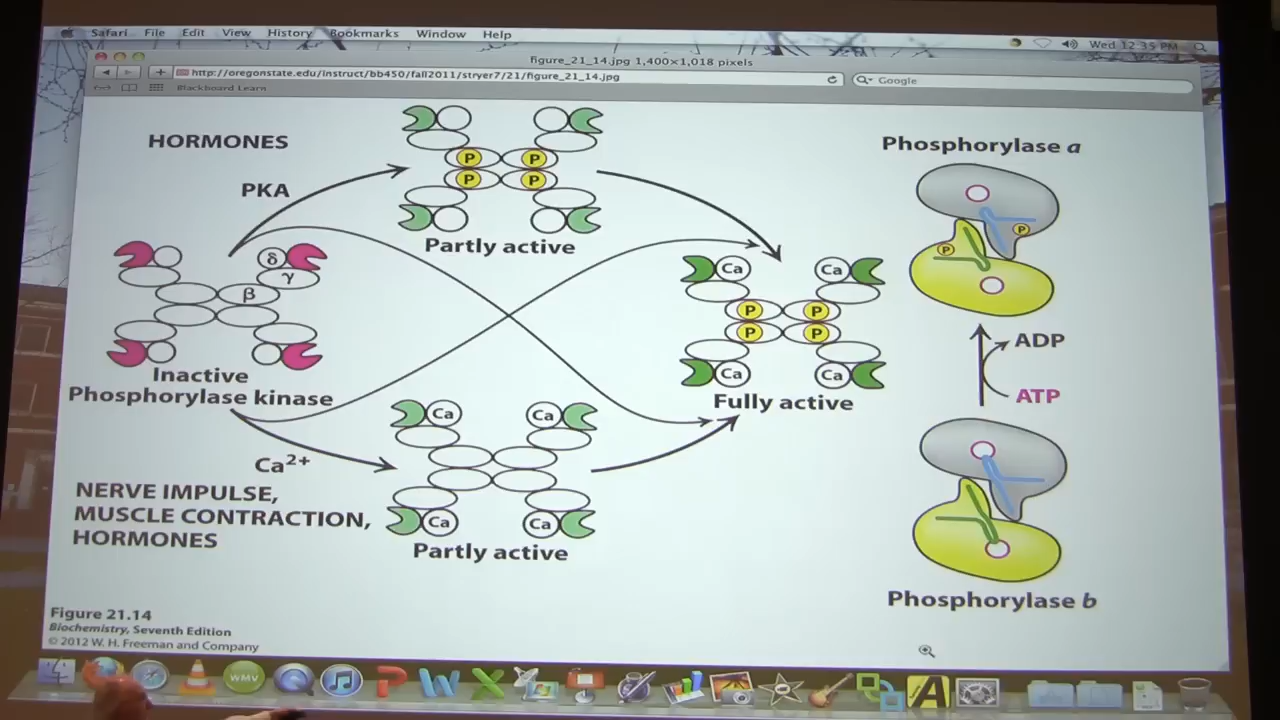 Safari File Edit View History Bookmarks Window Help
Wed 12:35 PM
figure_21_14.jpg 1,400×1,018 pixels
http://oregonstate.edu/instruct/bb450/fall2011/stryer7/21/figure_21_14.jpg
Google
Blackboard Learn
HORMONES
PKA
P P
P P
Partly active
Phosphorylase a
P
P
δ
γ
β
Inactive
Phosphorylase kinase
Ca Ca
P P
P P
Ca Ca
Fully active
ADP
ATP
Ca²⁺
Ca Ca
Ca Ca
Partly active
NERVE IMPULSE,
MUSCLE CONTRACTION,
HORMONES
Phosphorylase b
Figure 21.14
Biochemistry, Seventh Edition
© 2012 W. H. Freeman and Company
WMV